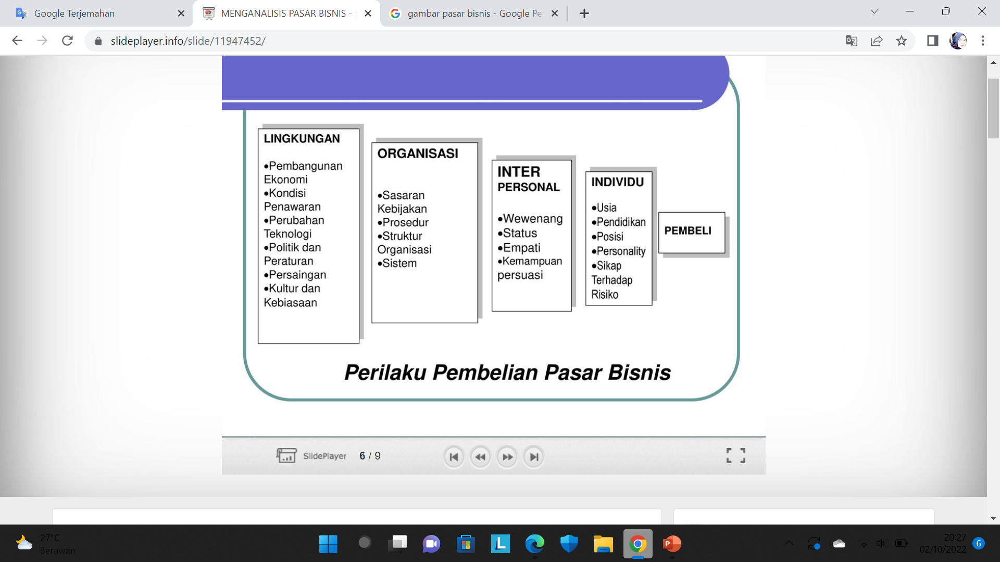 Google Terjemahan
MENGANALISIS PASAR BISNIS -
gambar pasar bisnis - Google Per
slideplayer.info/slide/11947452/
LINGKUNGAN
•Pembangunan
Ekonomi
•Kondisi
Penawaran
•Perubahan
Teknologi
•Politik dan
Peraturan
•Persaingan
•Kultur dan
Kebiasaan
ORGANISASI
•Sasaran
Kebijakan
•Prosedur
•Struktur
Organisasi
•Sistem
INTER
PERSONAL
•Wewenang
•Status
•Empati
•Kemampuan
persuasi
INDIVIDU
•Usia
•Pendidikan
•Posisi
•Personality
•Sikap
Terhadap
Risiko
PEMBELI
Perilaku Pembelian Pasar Bisnis
SlidePlayer
6 / 9
27°C
Berawan
20:27
02/10/2022
6